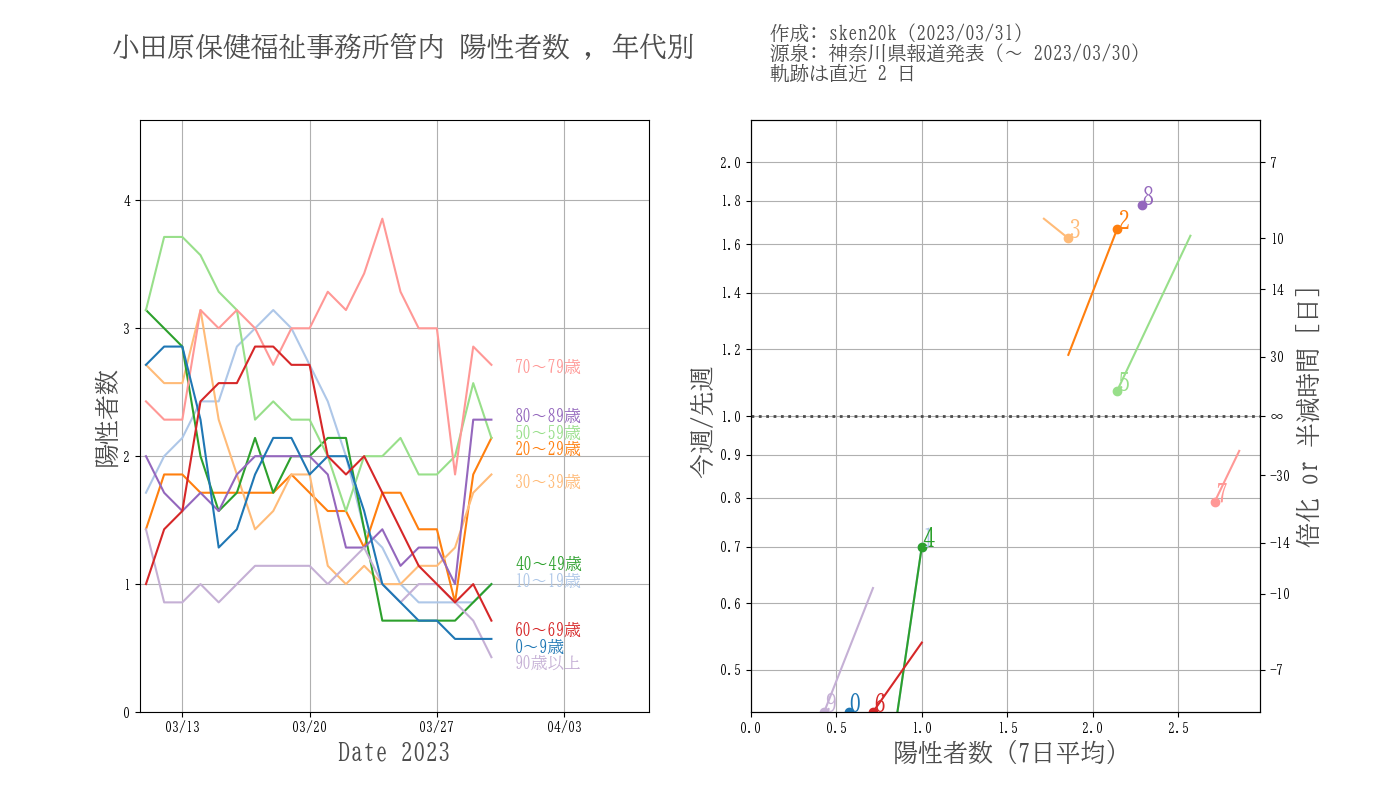 小田原保健福祉事務所管内 陽性者数 , 年代別
作成: sken20k (2023/03/31)
源泉: 神奈川県報道発表 (〜 2023/03/30)
軌跡は直近 2 日
陽性者数
4
3
2
1
0
03/13
03/20
03/27
04/03
Date 2023
70〜79歳
80〜89歳
50〜59歳
20〜29歳
30〜39歳
40〜49歳
10〜19歳
60〜69歳
0〜9歳
90歳以上
今週/先週
2.0
1.8
1.6
1.4
1.2
1.0
0.9
0.8
0.7
0.6
0.5
0.0
0.5
1.0
1.5
2.0
2.5
陽性者数 (7日平均)
8
2
3
5
7
4
9
0
6
7
10
14
30
∞
−30
−14
−10
−7
倍化 or 半減時間 [日]